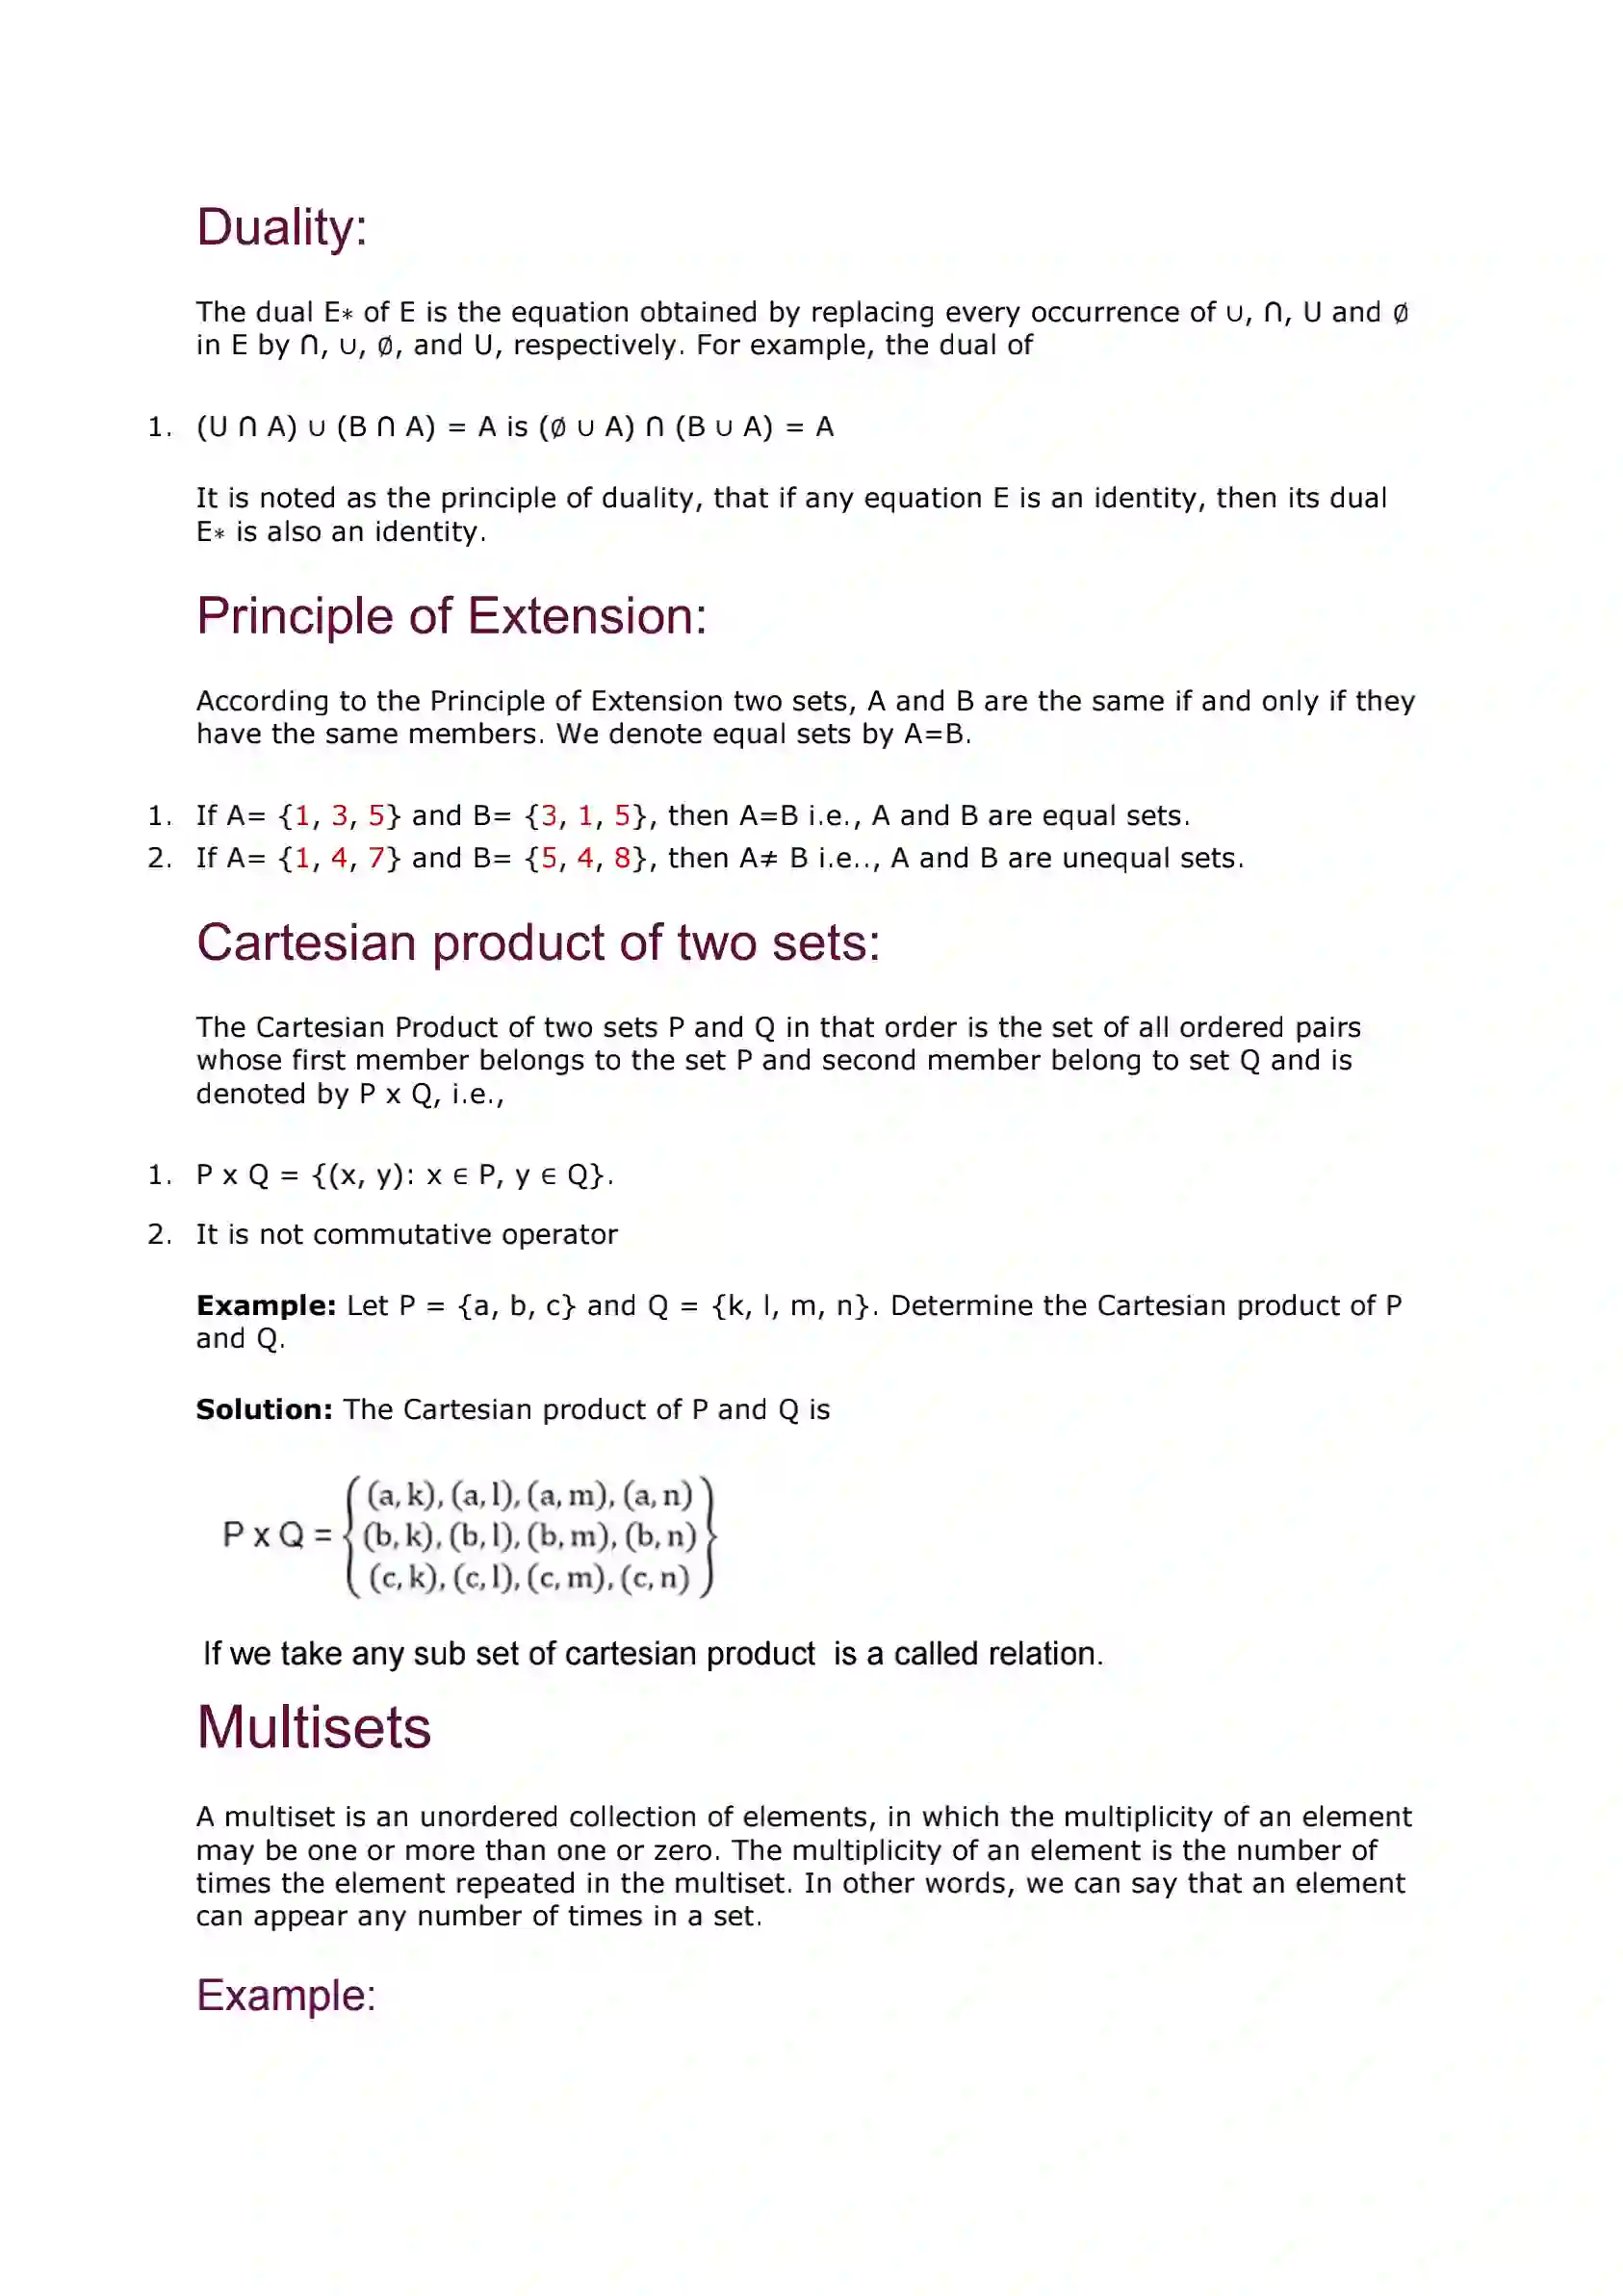 Duality:
The dual E∗ of E is the equation obtained by replacing every occurrence of ∪, ∩, U and ∅
in E by ∩, ∪, ∅, and U, respectively. For example, the dual of
1. (U ∩ A) ∪ (B ∩ A) = A is (∅ ∪ A) ∩ (B ∪ A) = A
It is noted as the principle of duality, that if any equation E is an identity, then its dual
E∗ is also an identity.
Principle of Extension:
According to the Principle of Extension two sets, A and B are the same if and only if they
have the same members. We denote equal sets by A=B.
1. If A= {1, 3, 5} and B= {3, 1, 5}, then A=B i.e., A and B are equal sets.
2. If A= {1, 4, 7} and B= {5, 4, 8}, then A≠ B i.e.., A and B are unequal sets.
Cartesian product of two sets:
The Cartesian Product of two sets P and Q in that order is the set of all ordered pairs
whose first member belongs to the set P and second member belong to set Q and is
denoted by P x Q, i.e.,
1. P x Q = {(x, y): x ∈ P, y ∈ Q}.
2. It is not commutative operator
Example: Let P = {a, b, c} and Q = {k, l, m, n}. Determine the Cartesian product of P
and Q.
Solution: The Cartesian product of P and Q is
(a, k), (a, l), (a, m), (a, n)
P x Q = { (b, k), (b, l), (b, m), (b, n) }
(c, k), (c, l), (c, m), (c, n)
If we take any sub set of cartesian product is a called relation.
Multisets
A multiset is an unordered collection of elements, in which the multiplicity of an element
may be one or more than one or zero. The multiplicity of an element is the number of
times the element repeated in the multiset. In other words, we can say that an element
can appear any number of times in a set.
Example: